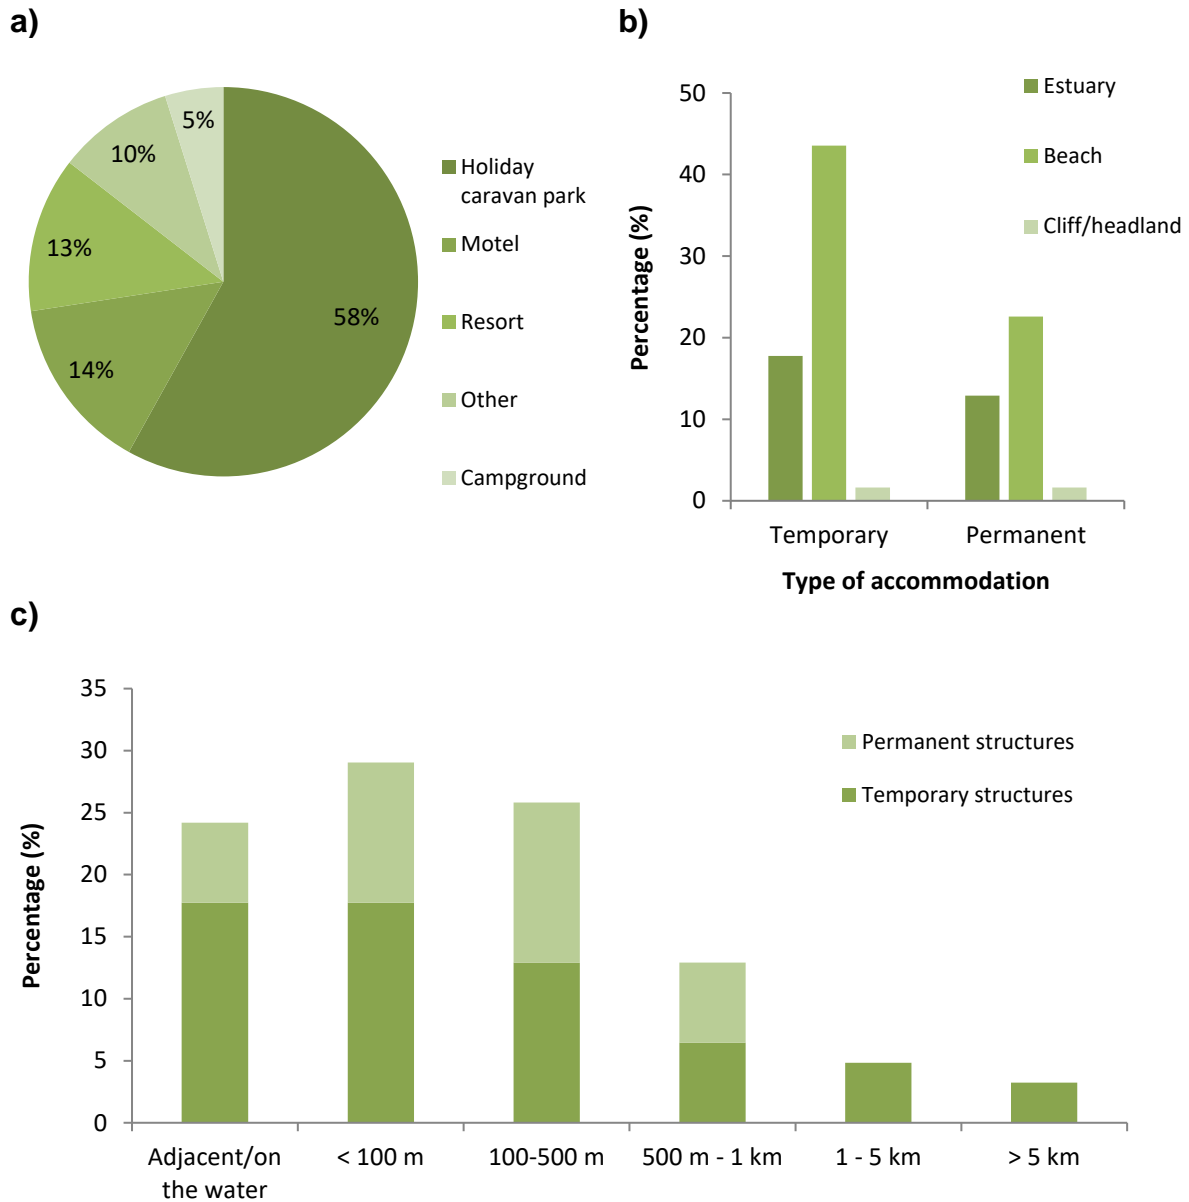 a)
5%
10%
13%
14%
58%
Holiday
caravan park
Motel
Resort
Other
Campground
b)
Percentage (%)
50
40
30
20
10
0
Estuary
Beach
Cliff/headland
Temporary
Permanent
Type of accommodation
c)
Percentage (%)
35
30
25
20
15
10
5
0
Permanent structures
Temporary structures
Adjacent/on
the water
< 100 m
100-500 m
500 m - 1 km
1 - 5 km
> 5 km